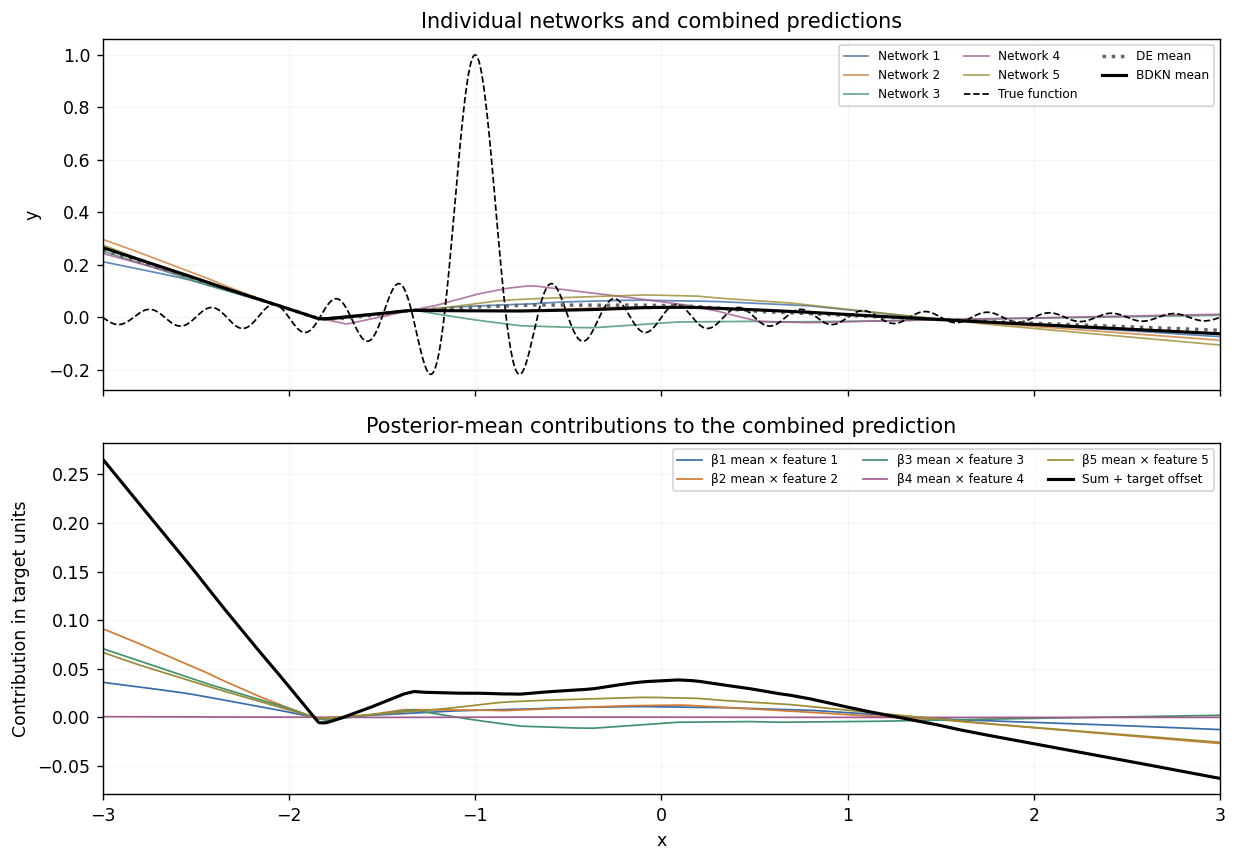 Individual networks and combined predictions
Network 1 Network 4 DE mean
Network 2 Network 5 BDKN mean
Network 3 True function
1.0
0.8
0.6
0.4
0.2
0.0
−0.2
y
Posterior-mean contributions to the combined prediction
β1 mean × feature 1 β3 mean × feature 3 β5 mean × feature 5
β2 mean × feature 2 β4 mean × feature 4 Sum + target offset
0.25
0.20
0.15
0.10
0.05
0.00
−0.05
Contribution in target units
−3 −2 −1 0 1 2 3
x